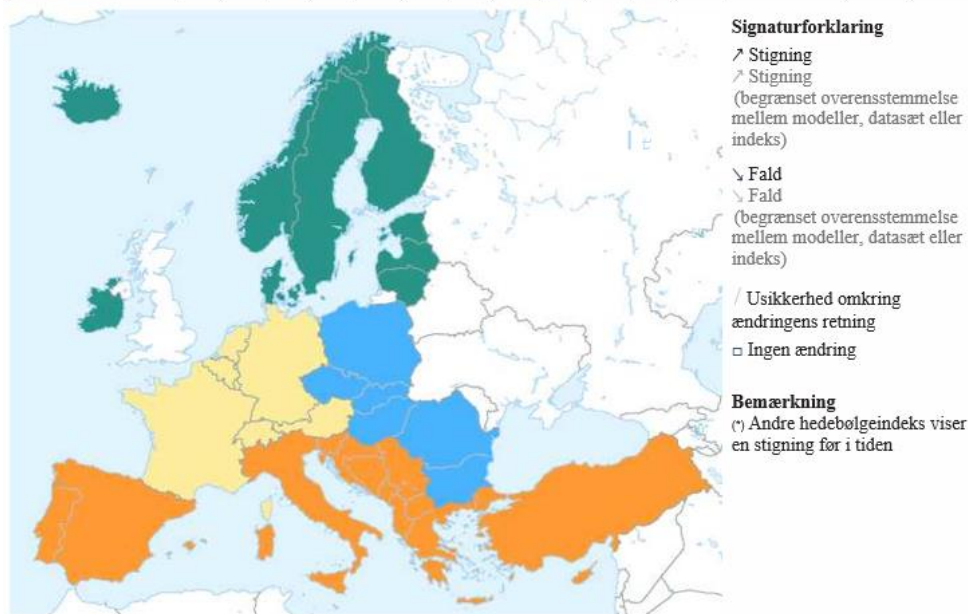 Signaturforklaring
↗ Stigning
↗ Stigning
(begrænset overensstemmelse
mellem modeller, datasæt eller
indeks)
↘ Fald
↘ Fald
(begrænset overensstemmelse
mellem modeller, datasæt eller
indeks)
/ Usikkerhed omkring
ændringens retning
□ Ingen ændring
Bemærkning
(*) Andre hedebølgeindeks viser
en stigning før i tiden